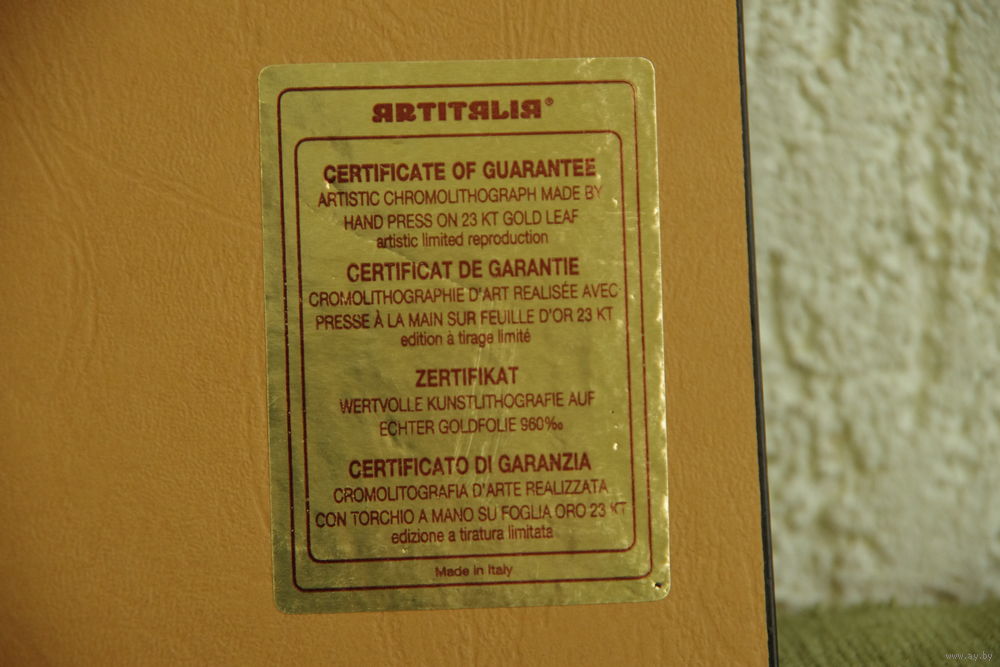 ARTITALIA®
CERTIFICATE OF GUARANTEE
ARTISTIC CHROMOLITHOGRAPH MADE BY
HAND PRESS ON 23 KT GOLD LEAF
artistic limited reproduction
CERTIFICAT DE GARANTIE
CROMOLITHOGRAPHIE D'ART REALISÉE AVEC
PRESSE À LA MAIN SUR FEUILLE D'OR 23 KT
edition à tirage limité
ZERTIFIKAT
WERTVOLLE KUNSTLITHOGRAFIE AUF
ECHTER GOLDFOLIE 960‰
CERTIFICATO DI GARANZIA
CROMOLITOGRAFIA D'ARTE REALIZZATA
CON TORCHIO A MANO SU FOGLIA ORO 23 KT
edizione a tiratura limitata
Made in Italy
www.ay.by